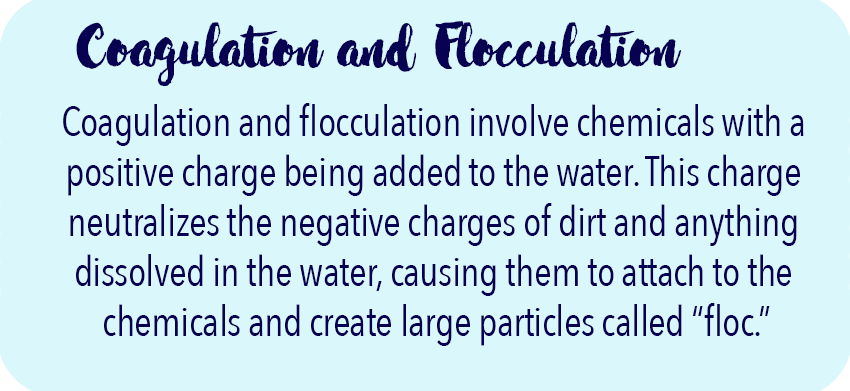 Coagulation and Flocculation
Coagulation and flocculation involve chemicals with a
positive charge being added to the water. This charge
neutralizes the negative charges of dirt and anything
dissolved in the water, causing them to attach to the
chemicals and create large particles called “floc.”